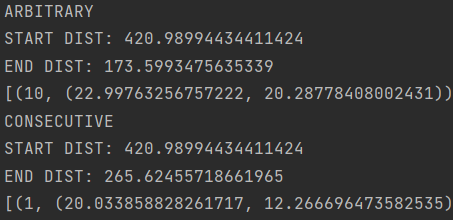 ARBITRARY
START DIST: 420.98994434411424
END DIST: 173.5993475635339
[(10, (22.99763256757222, 20.28778408002431))
CONSECUTIVE
START DIST: 420.98994434411424
END DIST: 265.62455718661965
[(1, (20.033858828261717, 12.266696473582535)